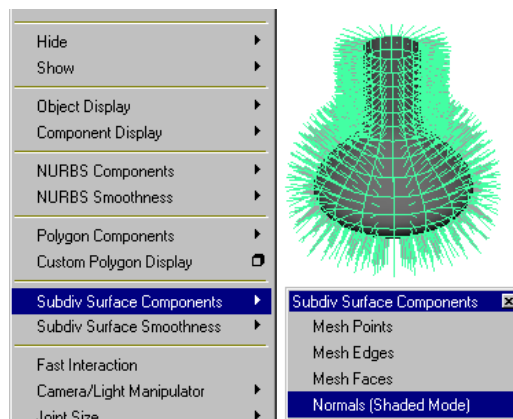 Hide
Show
Object Display
Component Display
NURBS Components
NURBS Smoothness
Polygon Components
Custom Polygon Display
Subdiv Surface Components
Subdiv Surface Smoothness
Fast Interaction
Camera/Light Manipulator
Joint Size
Subdiv Surface Components
Mesh Points
Mesh Edges
Mesh Faces
Normals (Shaded Mode)